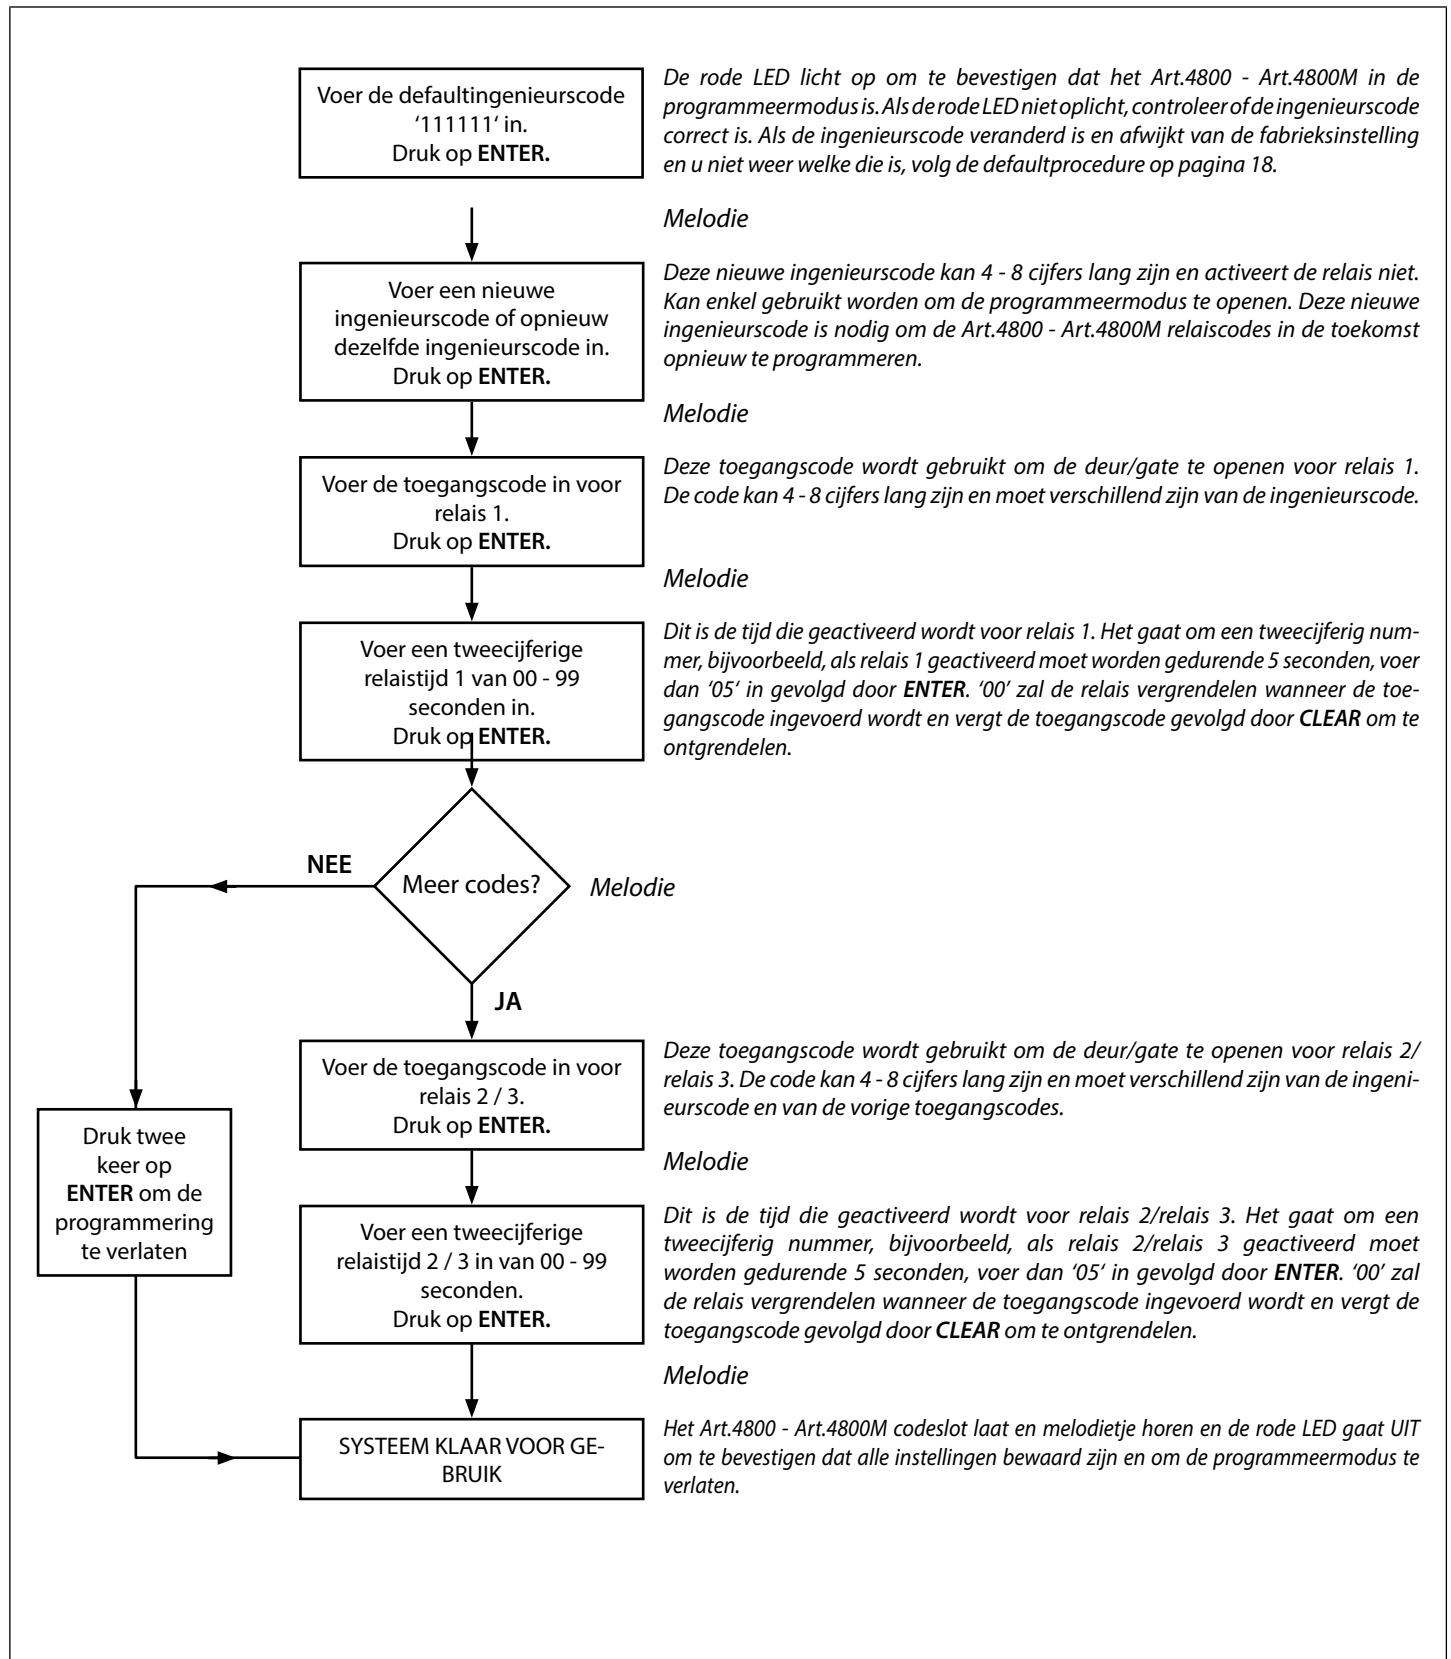 Voer de defaultingenieurscode
‘111111‘ in.
Druk op ENTER.
De rode LED licht op om te bevestigen dat het Art.4800 - Art.4800M in de
programmeermodus is. Als de rode LED niet oplicht, controleer of de ingenieurscode
correct is. Als de ingenieurscode veranderd is en afwijkt van de fabrieksinstelling
en u niet weer welke die is, volg de defaultprocedure op pagina 18.
Melodie
Voer een nieuwe
ingenieurscode of opnieuw
dezelfde ingenieurscode in.
Druk op ENTER.
Deze nieuwe ingenieurscode kan 4 - 8 cijfers lang zijn en activeert de relais niet.
Kan enkel gebruikt worden om de programmeermodus te openen. Deze nieuwe
ingenieurscode is nodig om de Art.4800 - Art.4800M relaiscodes in de toekomst
opnieuw te programmeren.
Melodie
Voer de toegangscode in voor
relais 1.
Druk op ENTER.
Deze toegangscode wordt gebruikt om de deur/gate te openen voor relais 1.
De code kan 4 - 8 cijfers lang zijn en moet verschillend zijn van de ingenieurscode.
Melodie
Voer een tweecijferige
relaistijd 1 van 00 - 99
seconden in.
Druk op ENTER.
Dit is de tijd die geactiveerd wordt voor relais 1. Het gaat om een tweecijferig num-
mer, bijvoorbeeld, als relais 1 geactiveerd moet worden gedurende 5 seconden, voer
dan ‘05‘ in gevolgd door ENTER. ‘00’ zal de relais vergrendelen wanneer de toe-
gangscode ingevoerd wordt en vergt de toegangscode gevolgd door CLEAR om te
ontgrendelen.
NEE
Meer codes?
Melodie
JA
Voer de toegangscode in voor
relais 2 / 3.
Druk op ENTER.
Deze toegangscode wordt gebruikt om de deur/gate te openen voor relais 2/
relais 3. De code kan 4 - 8 cijfers lang zijn en moet verschillend zijn van de ingeni-
eurscode en van de vorige toegangscodes.
Druk twee
keer op
ENTER om de
programmering
te verlaten
Melodie
Voer een tweecijferige
relaistijd 2 / 3 in van 00 - 99
seconden.
Druk op ENTER.
Dit is de tijd die geactiveerd wordt voor relais 2/relais 3. Het gaat om een
tweecijferig nummer, bijvoorbeeld, als relais 2/relais 3 geactiveerd moet
worden gedurende 5 seconden, voer dan ‘05‘ in gevolgd door ENTER. ‘00’ zal
de relais vergrendelen wanneer de toegangscode ingevoerd wordt en vergt de
toegangscode gevolgd door CLEAR om te ontgrendelen.
Melodie
SYSTEEM KLAAR VOOR GE-
BRUIK
Het Art.4800 - Art.4800M codeslot laat en melodietje horen en de rode LED gaat UIT
om te bevestigen dat alle instellingen bewaard zijn en om de programmeermodus te
verlaten.